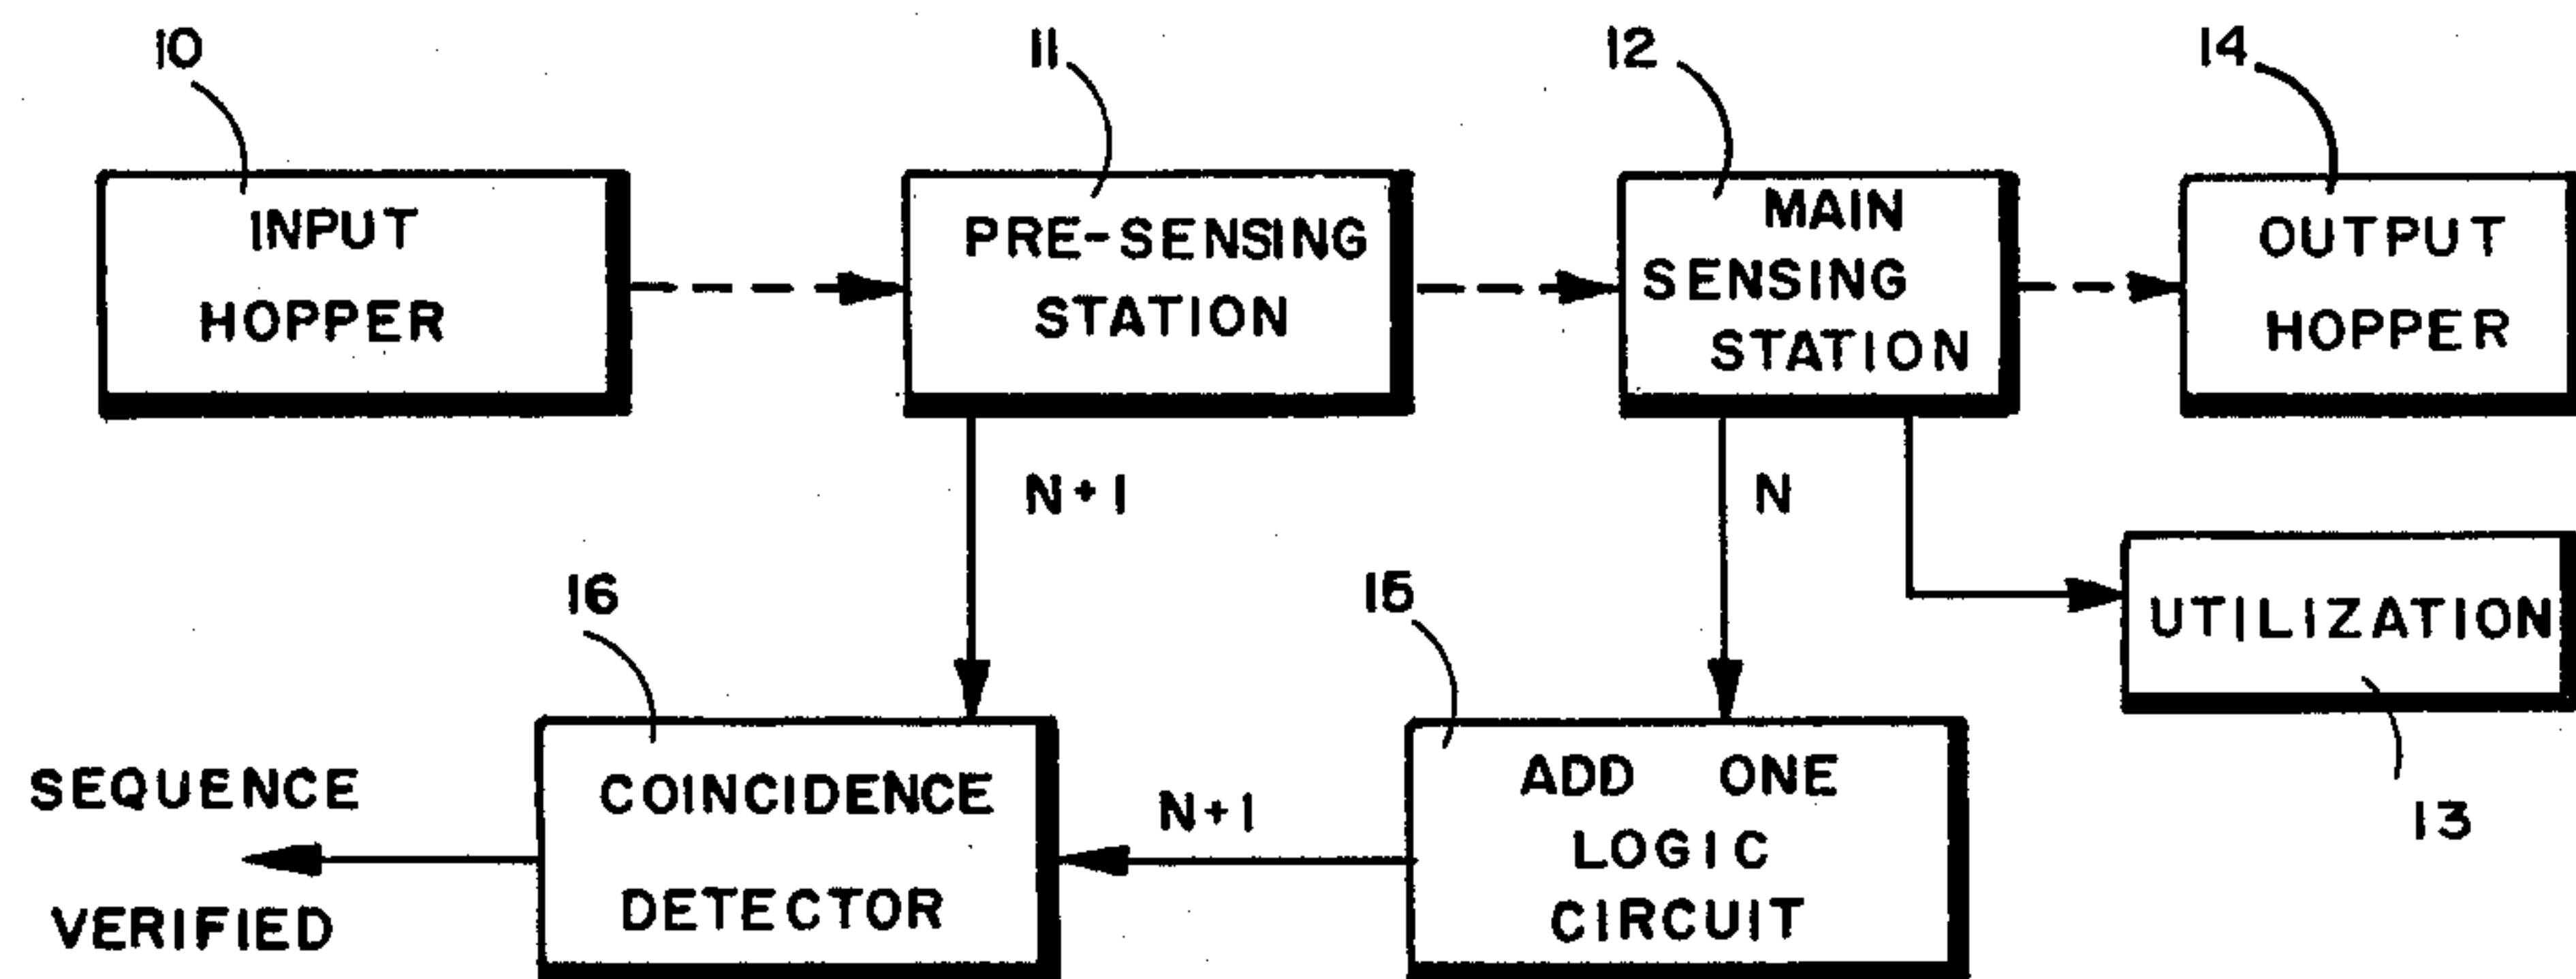 10
11
12
14
INPUT
HOPPER
PRE-SENSING
STATION
MAIN
SENSING
STATION
OUTPUT
HOPPER
N+1
N
16
15
UTILIZATION
13
SEQUENCE
VERIFIED
COINCIDENCE
DETECTOR
N+1
ADD ONE
LOGIC
CIRCUIT